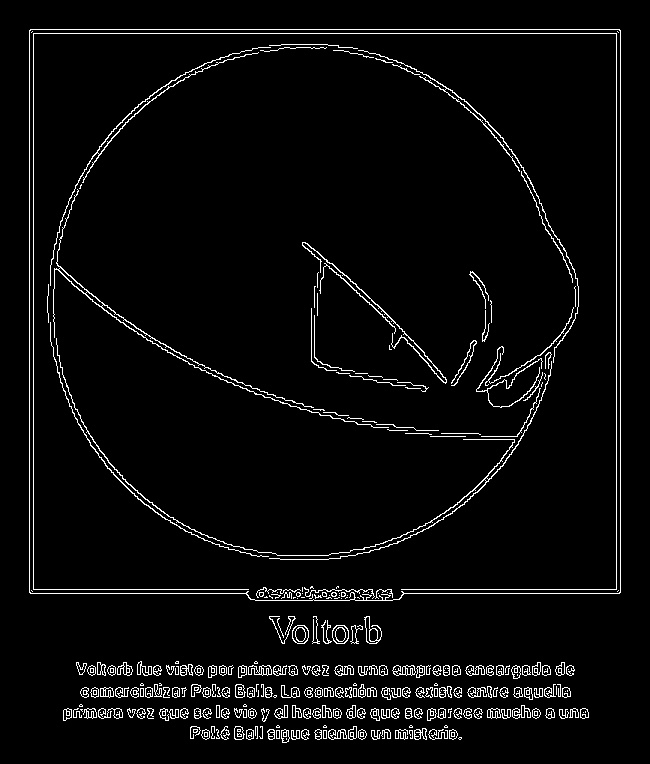 desmotivaciones.es
Voltorb
Voltorb fue visto por primera vez en una empresa encargada de
comercializar Poke Balls. La conexión que existe entre aquella
primera vez que se le vio y el hecho de que se parece mucho a una
Poké Ball sigue siendo un misterio.